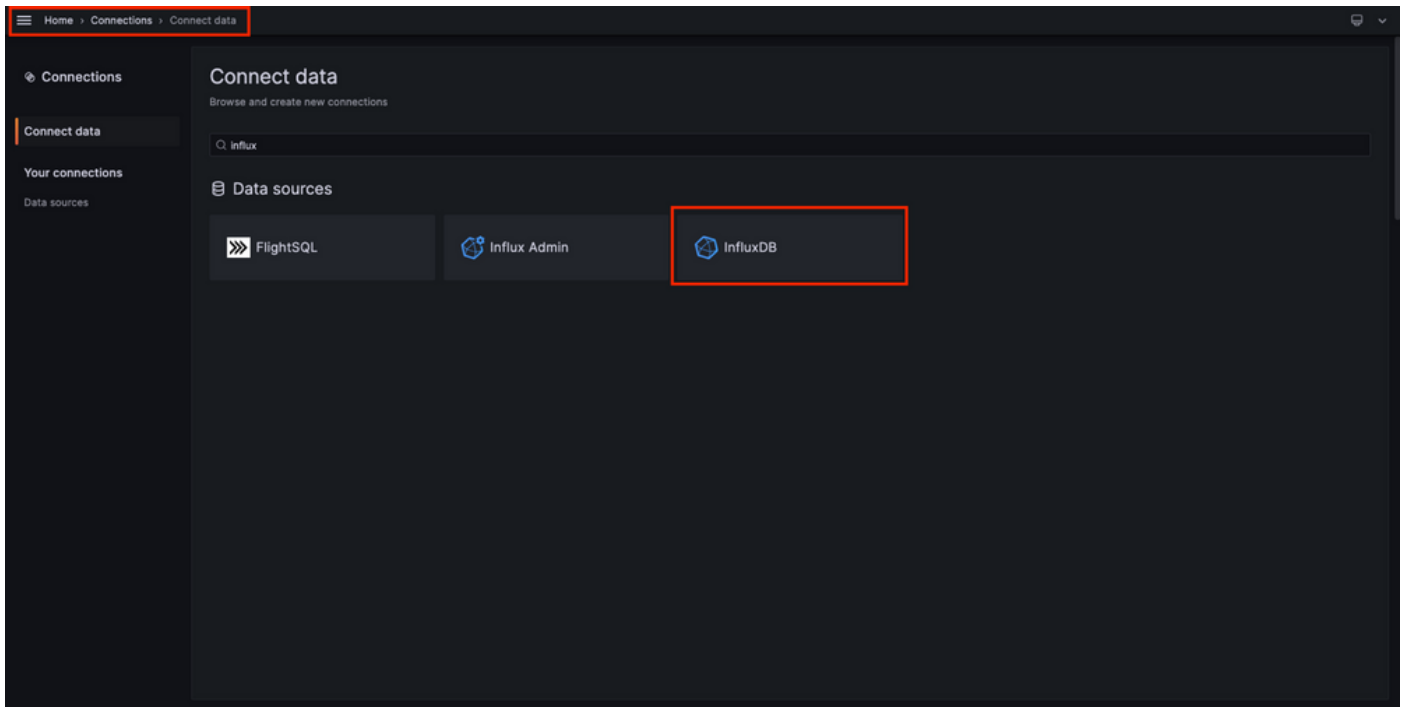 Home › Connections › Connect data
Connections
Connect data
Your connections
Data sources
Connect data
Browse and create new connections
influx
Data sources
FlightSQL
Influx Admin
InfluxDB